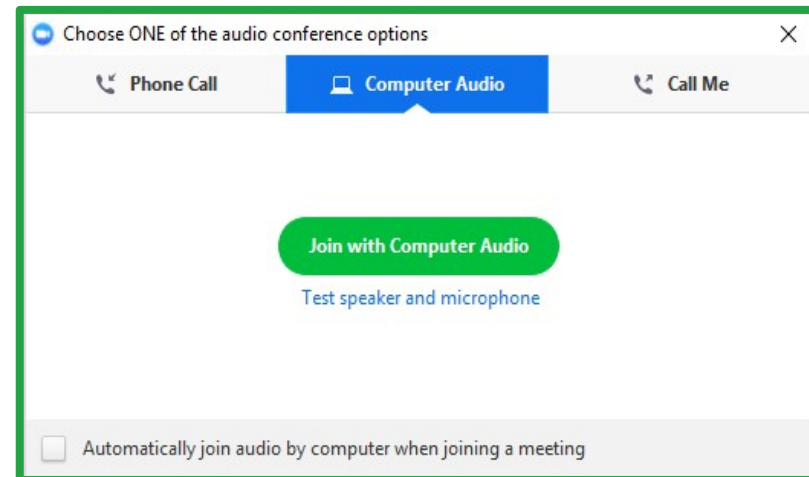 Choose ONE of the audio conference options
Phone Call
Computer Audio
Call Me
Join with Computer Audio
Test speaker and microphone
Automatically join audio by computer when joining a meeting